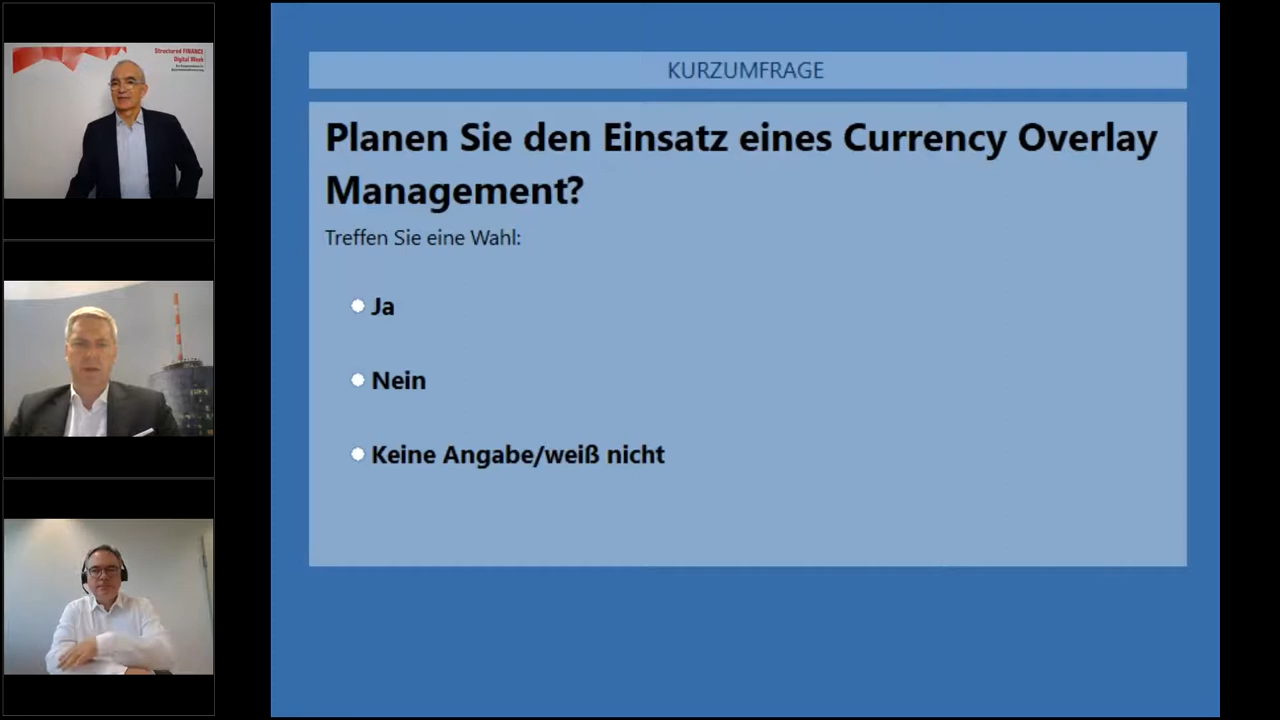 Structured FINANCE
Digital Week
KURZUMFRAGE
Planen Sie den Einsatz eines Currency Overlay
Management?
Treffen Sie eine Wahl:
Ja
Nein
Keine Angabe/weiß nicht